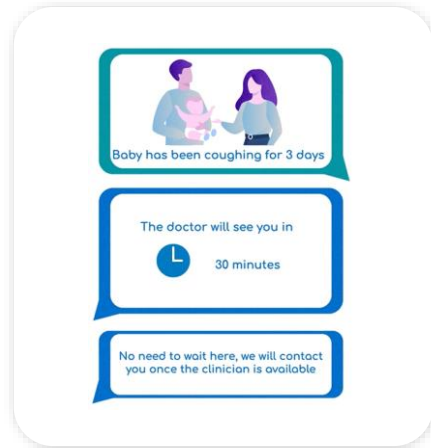 Baby has been coughing for 3 days
The doctor will see you in
30 minutes
No need to wait here, we will contact
you once the clinician is available